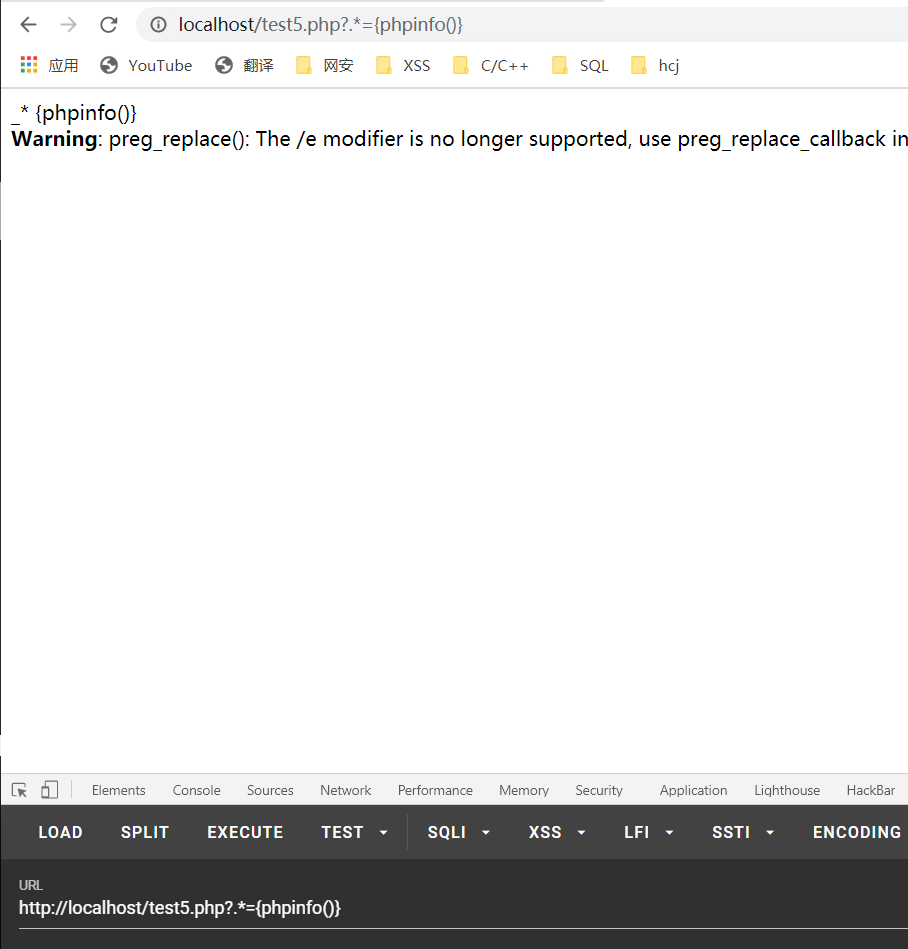 localhost/test5.php?.*={phpinfo()}
应用 YouTube 翻译 网安 XSS C/C++ SQL hcj
_* {phpinfo()}
Warning: preg_replace(): The /e modifier is no longer supported, use preg_replace_callback in
Elements Console Sources Network Performance Memory Security Application Lighthouse HackBar
LOAD SPLIT EXECUTE TEST SQLI XSS LFI SSTI ENCODING
URL
http://localhost/test5.php?.*={phpinfo()}